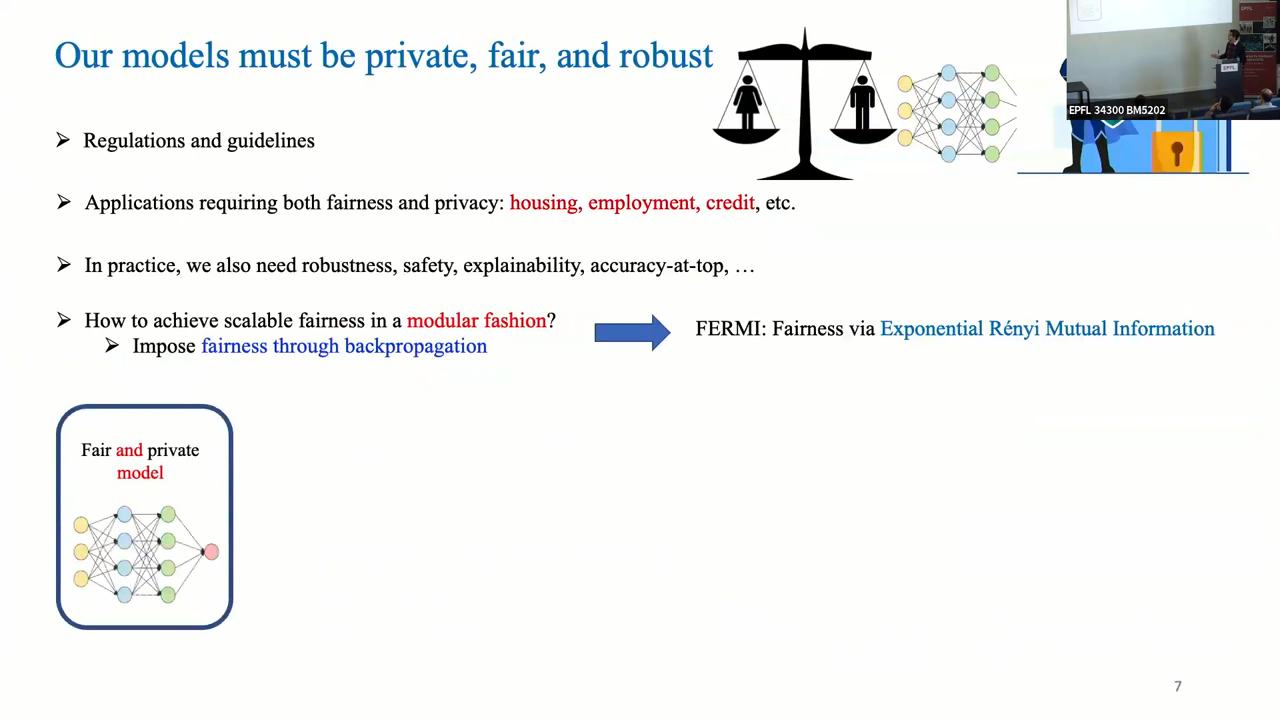 Our models must be private, fair, and robust
EPFL
EPFL
EPFL 34300 BM5202
➤ Regulations and guidelines
➤ Applications requiring both fairness and privacy: housing, employment, credit, etc.
➤ In practice, we also need robustness, safety, explainability, accuracy-at-top, …
➤ How to achieve scalable fairness in a modular fashion?
➤ Impose fairness through backpropagation
FERMI: Fairness via Exponential Rényi Mutual Information
Fair and private
model
7